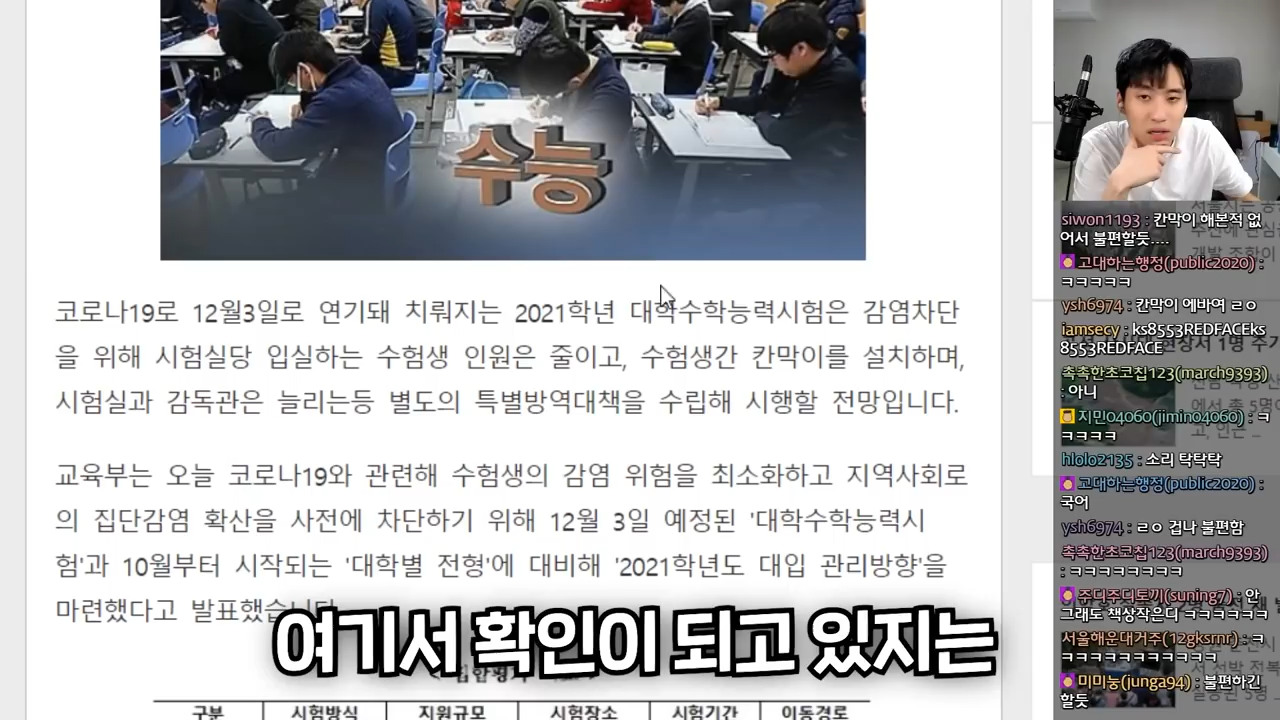 수능
코로나19로 12월3일로 연기돼 치뤄지는 2021학년 대학수학능력시험은 감염차단
을 위해 시험실당 입실하는 수험생 인원은 줄이고, 수험생간 칸막이를 설치하며,
시험실과 감독관은 늘리는등 별도의 특별방역대책을 수립해 시행할 전망입니다.
교육부는 오늘 코로나19와 관련해 수험생의 감염 위험을 최소화하고 지역사회로
의 집단감염 확산을 사전에 차단하기 위해 12월 3일 예정된 '대학수학능력시
험'과 10월부터 시작되는 '대학별 전형'에 대비해 '2021학년도 대입 관리방향'을
마련했다고 발표했습니다
여기서 확인이 되고 있지는
구분 시험방식 지원규모 시험장소 시험기간 이동경로
siwon1193 : 칸막이 해본적 없
어서 불편할듯....
고대하는행정(public2020) :
ㅋㅋㅋㅋㅋ
ysh6974 : 칸막이 에바여 ㄹㅇ
iamsecy : ks8553REDFACEks
8553REDFACE
촉촉한초코칩123(march9393)
: 아니
지민04060(jimin04060) : ㅋ
ㅋㅋㅋㅋ
hlolo2135 : 소리 탁탁탁
고대하는행정(public2020) :
국어
ysh6974 : ㄹㅇ 겁나 불편함
촉촉한초코칩123(march9393)
: ㅋㅋㅋㅋㅋㅋㅋㅋ
주디주디토끼(suning7) : 안
그래도 책상작은디 ㅋㅋㅋㅋㅋㅋ
서울해운대거주(12gksrnr) : ㅋ
ㅋㅋㅋㅋㅋㅋㅋㅋㅋㅋ
미미눙(junga94) : 불편하긴
할듯